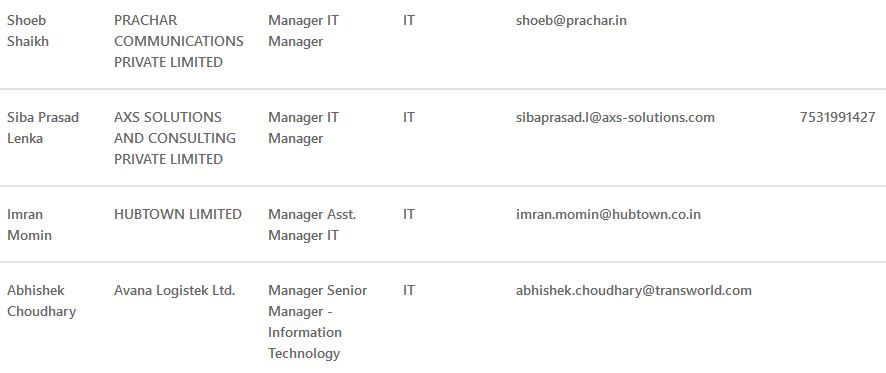 Shoeb Shaikh PRACHAR COMMUNICATIONS PRIVATE LIMITED Manager IT Manager IT shoeb@prachar.in
Siba Prasad Lenka AXS SOLUTIONS AND CONSULTING PRIVATE LIMITED Manager IT Manager IT sibaprasad.l@axs-solutions.com 7531991427
Imran Momin HUBTOWN LIMITED Manager Asst. Manager IT IT imran.momin@hubtown.co.in
Abhishek Choudhary Avana Logistek Ltd. Manager Senior Manager - Information Technology IT abhishek.choudhary@transworld.com